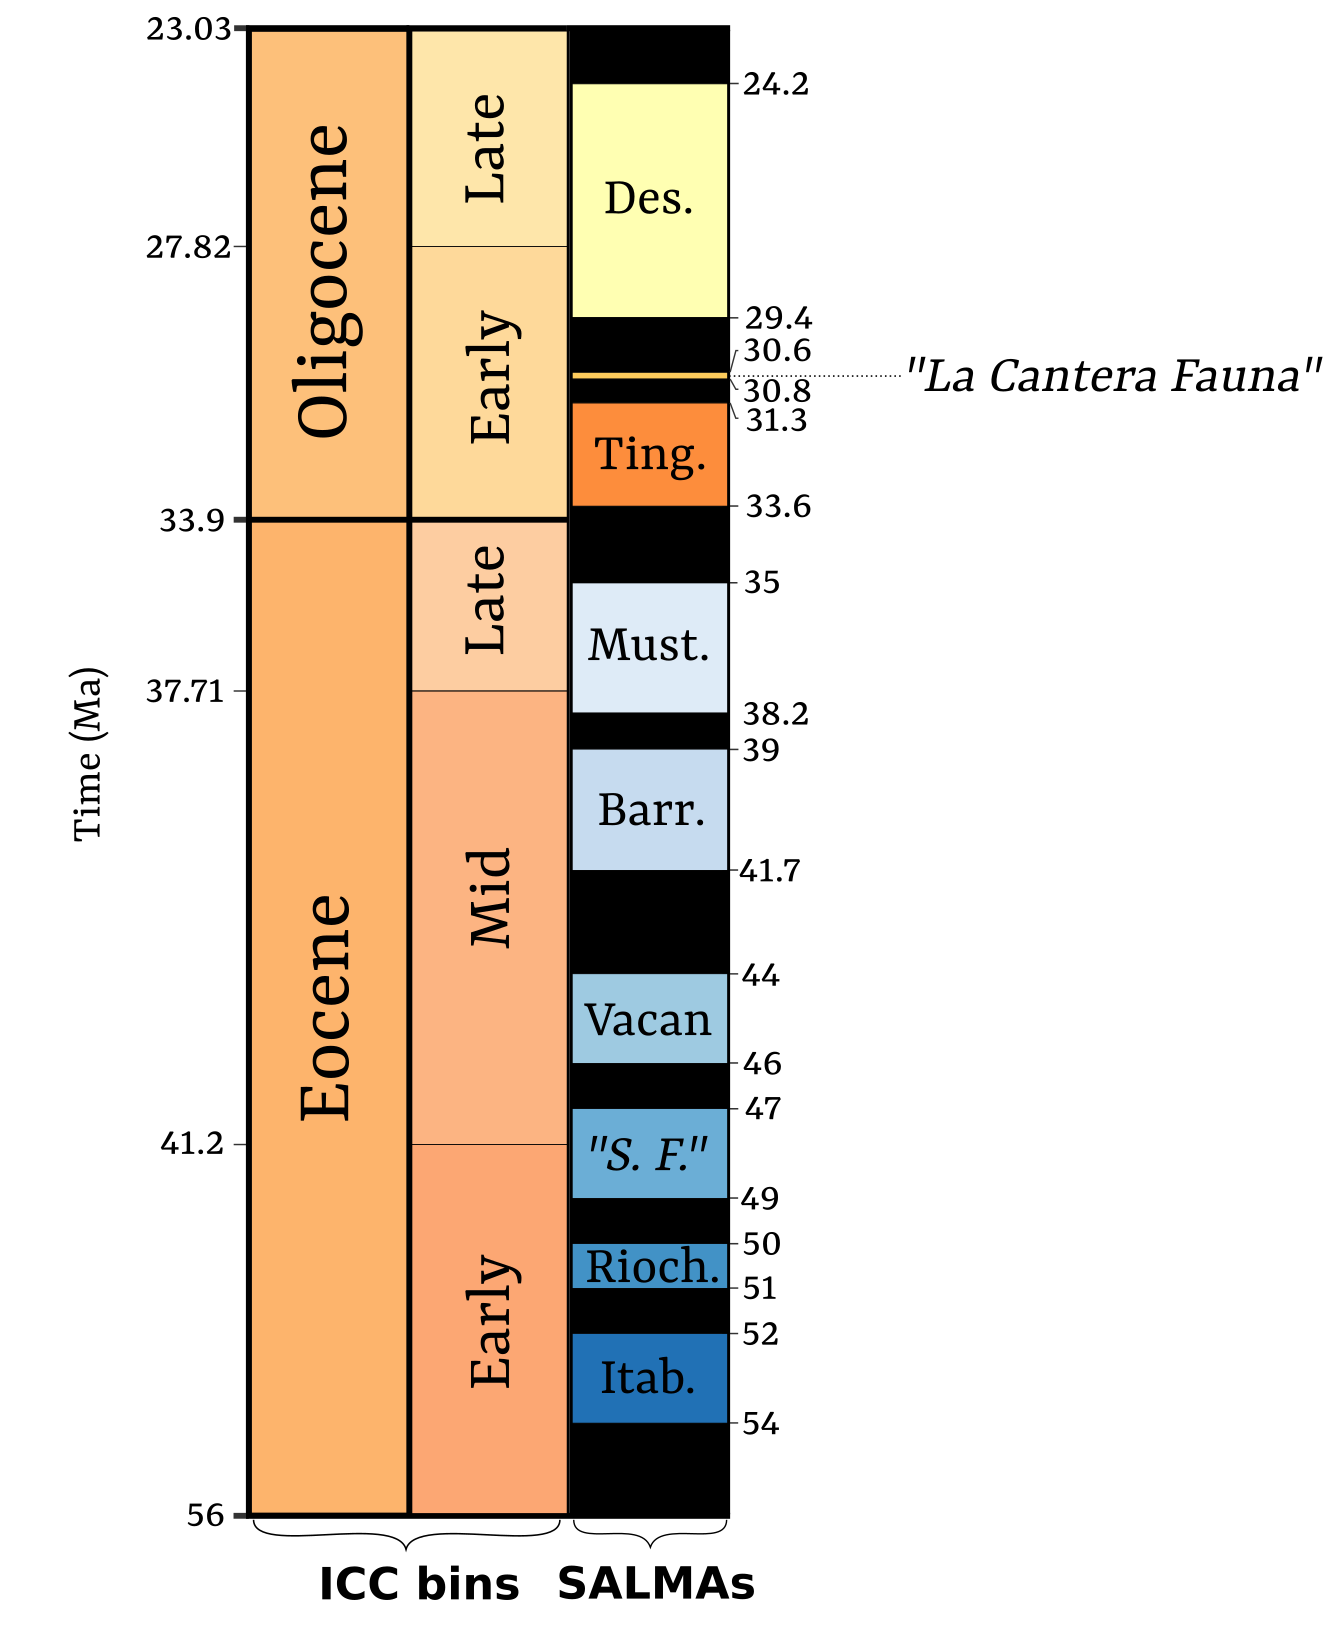 23.03
27.82
33.9
37.71
41.2
56
Time (Ma)
Oligocene
Eocene
Late
Early
Late
Mid
Early
Des.
Ting.
Must.
Barr.
Vacan
"S. F."
Rioch.
Itab.
24.2
29.4
30.6
"La Cantera Fauna"
30.8
31.3
33.6
35
38.2
39
41.7
44
46
47
49
50
51
52
54
ICC bins
SALMAs